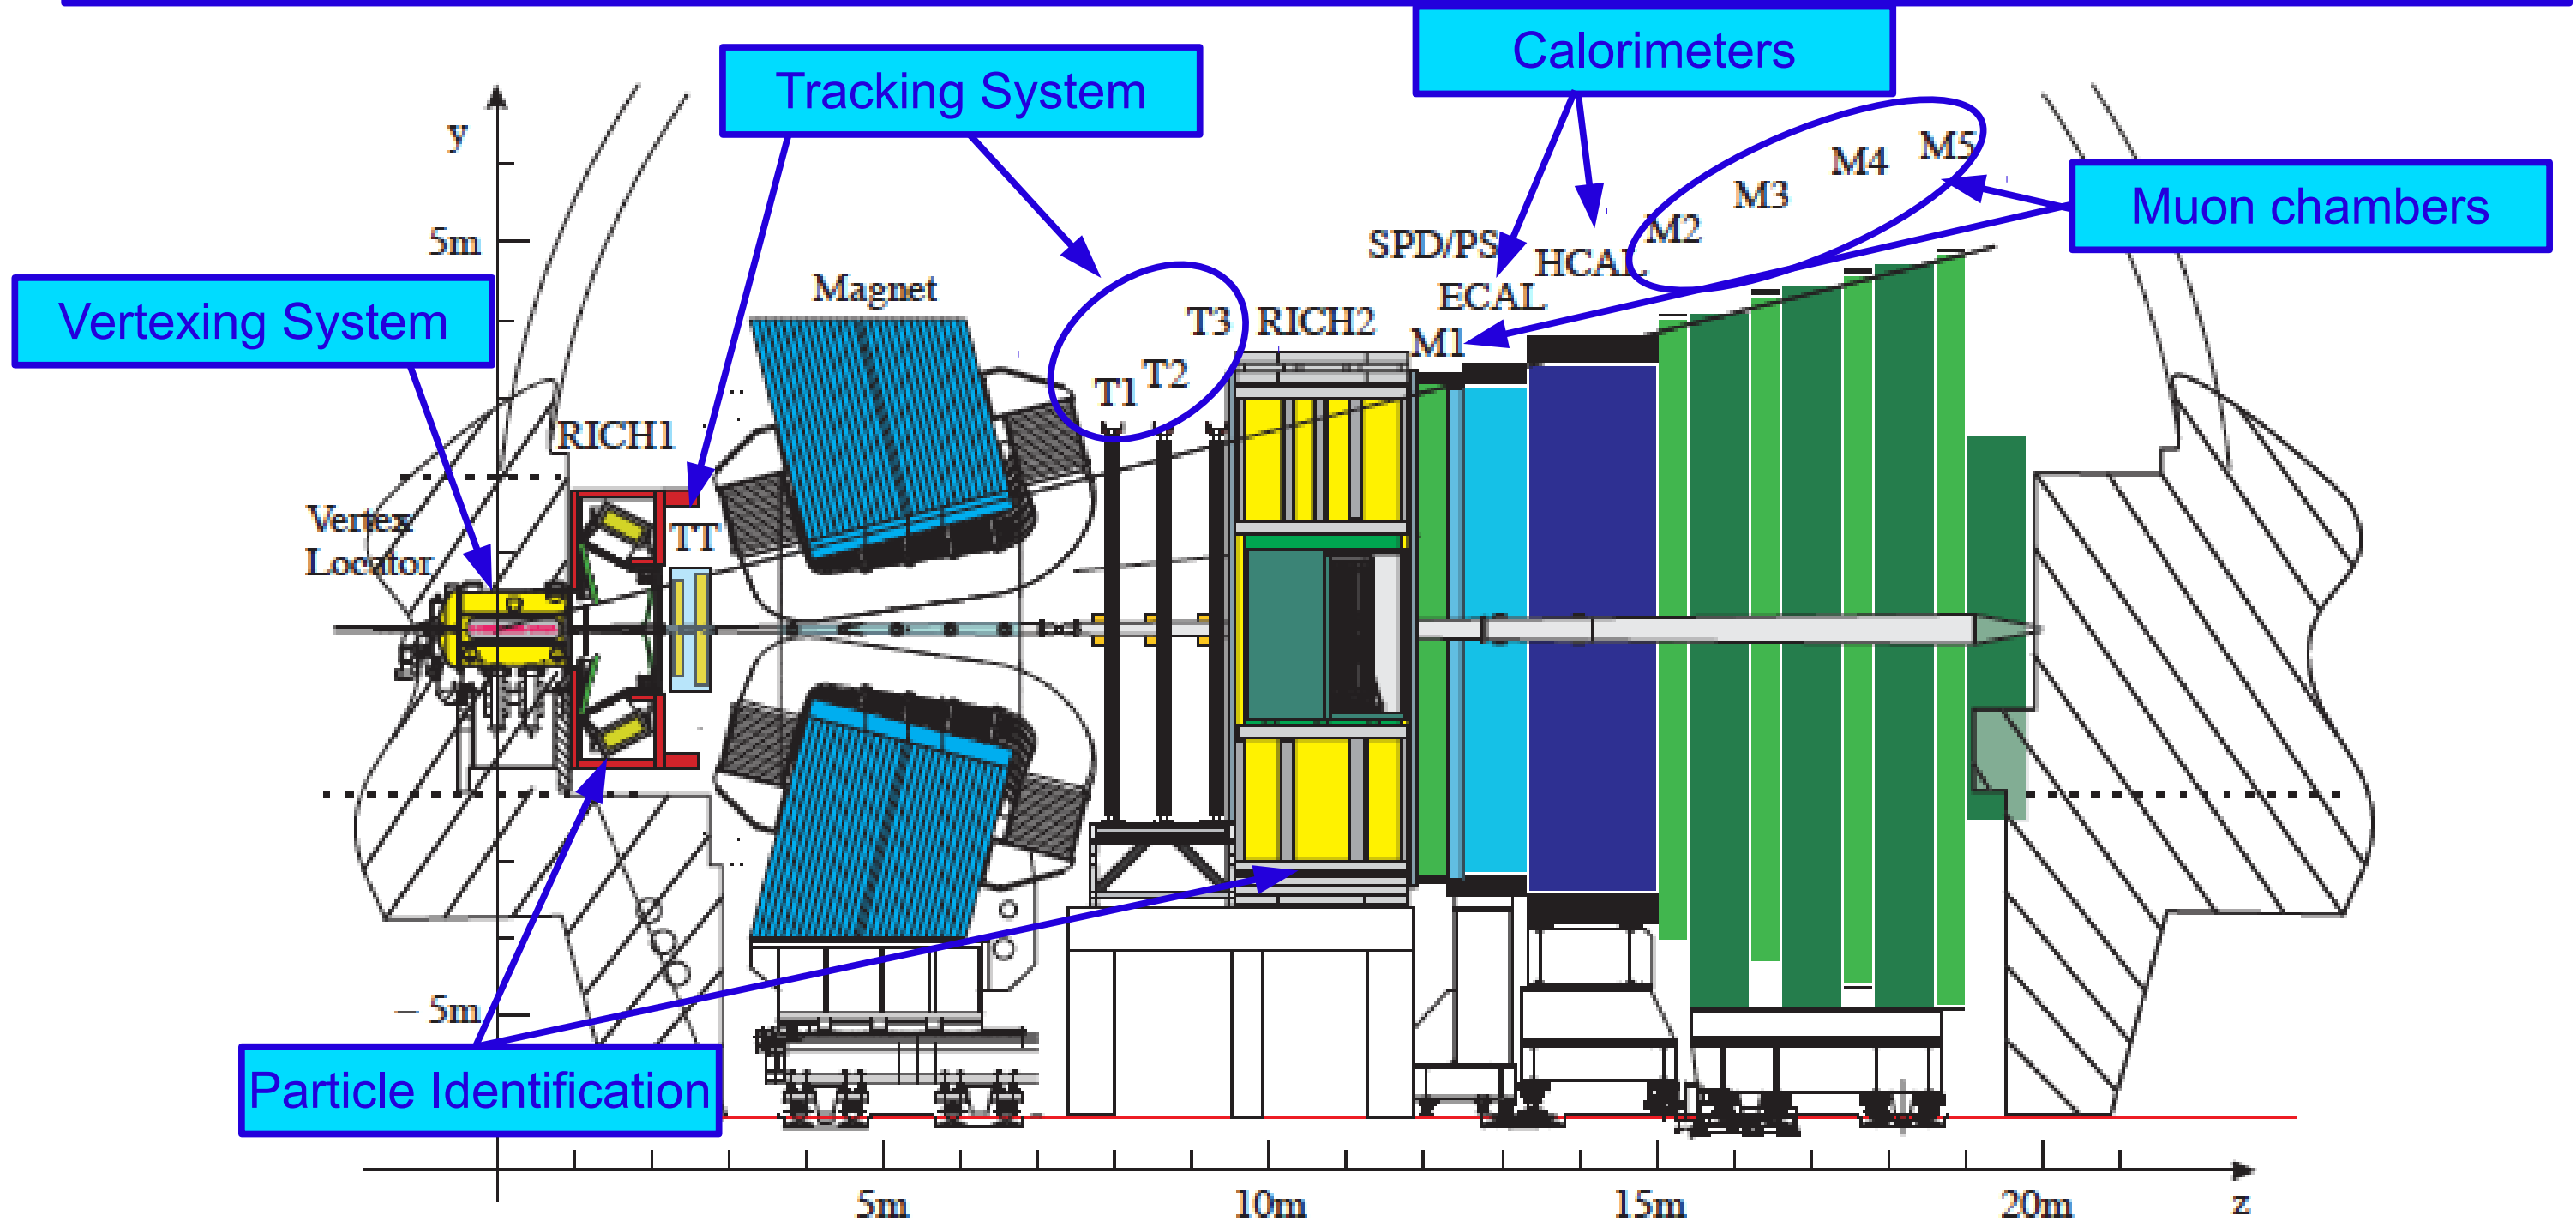 Calorimeters
Tracking System
y
M5
M4
M3
Muon chambers
M2
5m
SPD/PS
HCAL
Magnet
ECAL
Vertexing System
T3
RICH2
M1
T2
T1
RICH1
Vertex
Locator
TT
– 5m
Particle Identification
5m
10m
15m
20m
z